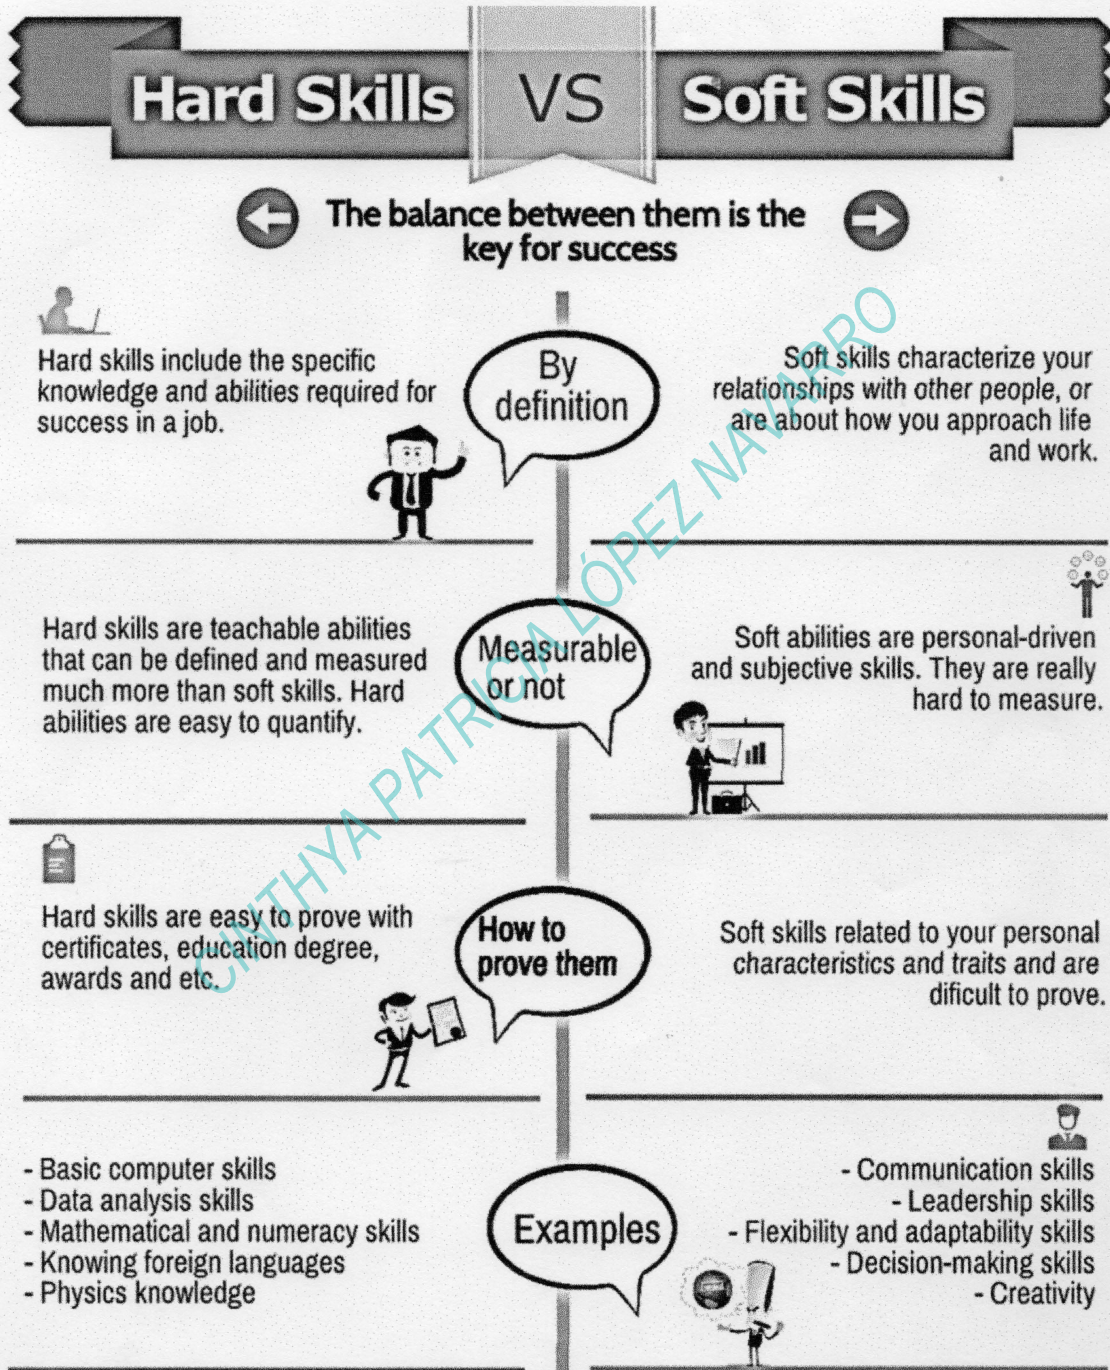 Hard Skills VS Soft Skills
The balance between them is the
key for success
Hard skills include the specific
knowledge and abilities required for
success in a job.
By
definition
Soft skills characterize your
relationships with other people, or
are about how you approach life
and work.
Hard skills are teachable abilities
that can be defined and measured
much more than soft skills. Hard
abilities are easy to quantify.
Measurable
or not
Soft abilities are personal-driven
and subjective skills. They are really
hard to measure.
Hard skills are easy to prove with
certificates, education degree,
awards and etc.
How to
prove them
Soft skills related to your personal
characteristics and traits and are
dificult to prove.
- Basic computer skills
- Data analysis skills
- Mathematical and numeracy skills
- Knowing foreign languages
- Physics knowledge
Examples
- Communication skills
- Leadership skills
- Flexibility and adaptability skills
- Decision-making skills
- Creativity
CINTHYA PATRICIA LÓPEZ NAVARRO